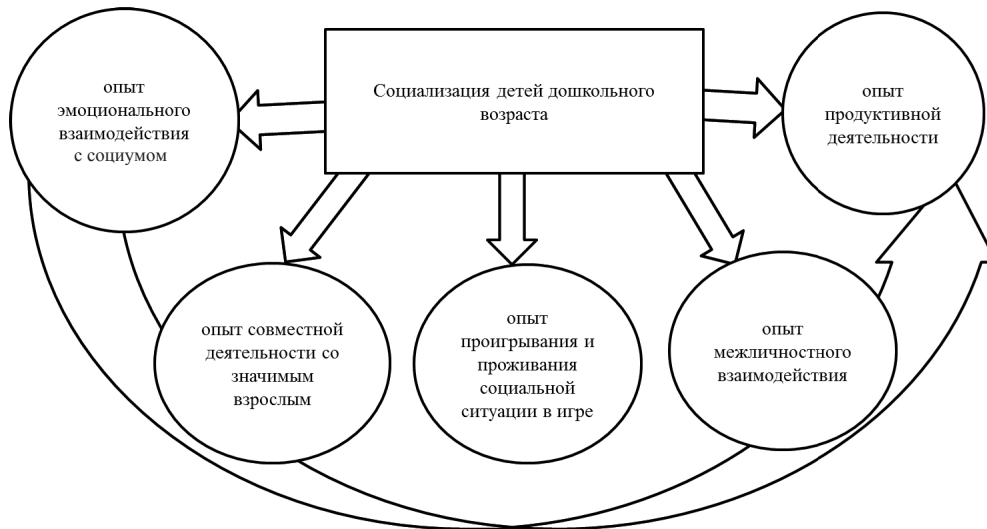 Социализация детей дошкольного
возраста
опыт
эмоционального
взаимодействия
с социумом
опыт
продуктивной
деятельности
опыт совместной
деятельности со
значимым
взрослым
опыт
проигрывания и
проживания
социальной
ситуации в игре
опыт
межличностного
взаимодействия